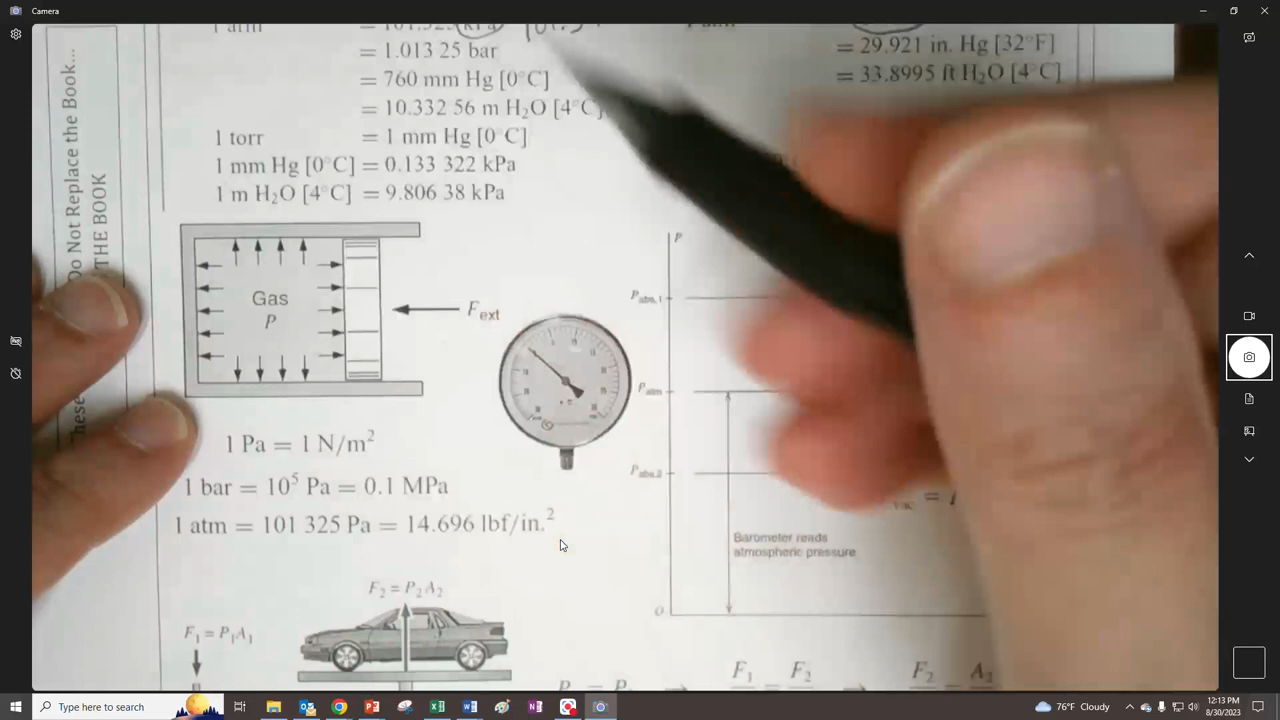 Camera
These
Do Not Replace the Book...
THE BOOK
= 1.013 25 bar
= 760 mm Hg [0°C]
= 10.332 56 m H₂O [4°C]
1 torr = 1 mm Hg [0°C]
1 mm Hg [0°C] = 0.133 322 kPa
1 m H₂O [4°C] = 9.806 38 kPa
= 29.921 in. Hg [32°F]
= 33.8995 ft H₂O [4°C]
Gas
P
Fext
1 Pa = 1 N/m²
1 bar = 10⁵ Pa = 0.1 MPa
1 atm = 101 325 Pa = 14.696 lbf/in.²
P
Pabs,1
Patm
Pabs,2
Barometer reads
atmospheric pressure
0
F₂ = P₂A₂
F₁ = P₁A₁
F₁ = F₂ → F₂ A₂
Type here to search
76°F Cloudy
12:13 PM
8/30/2023